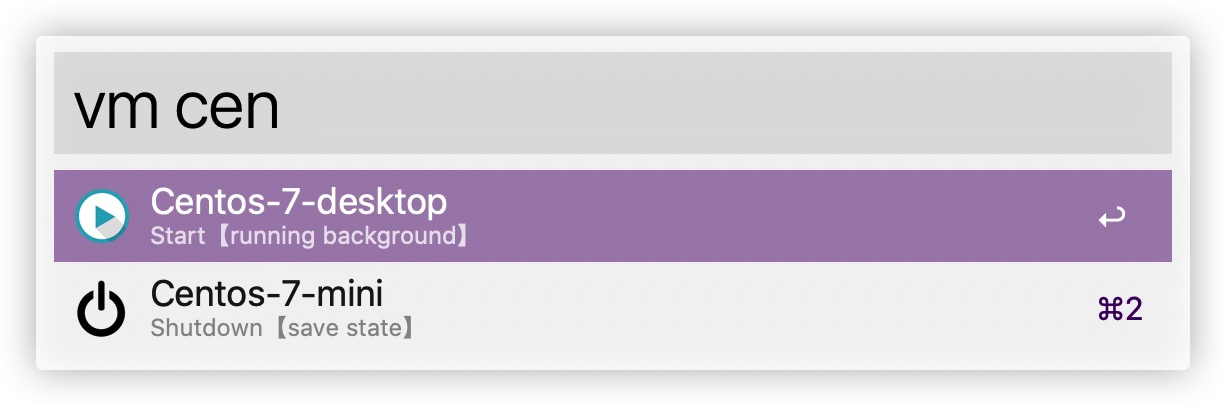 vm cen
Centos-7-desktop
Start【running background】
↩
Centos-7-mini
Shutdown【save state】
⌘2